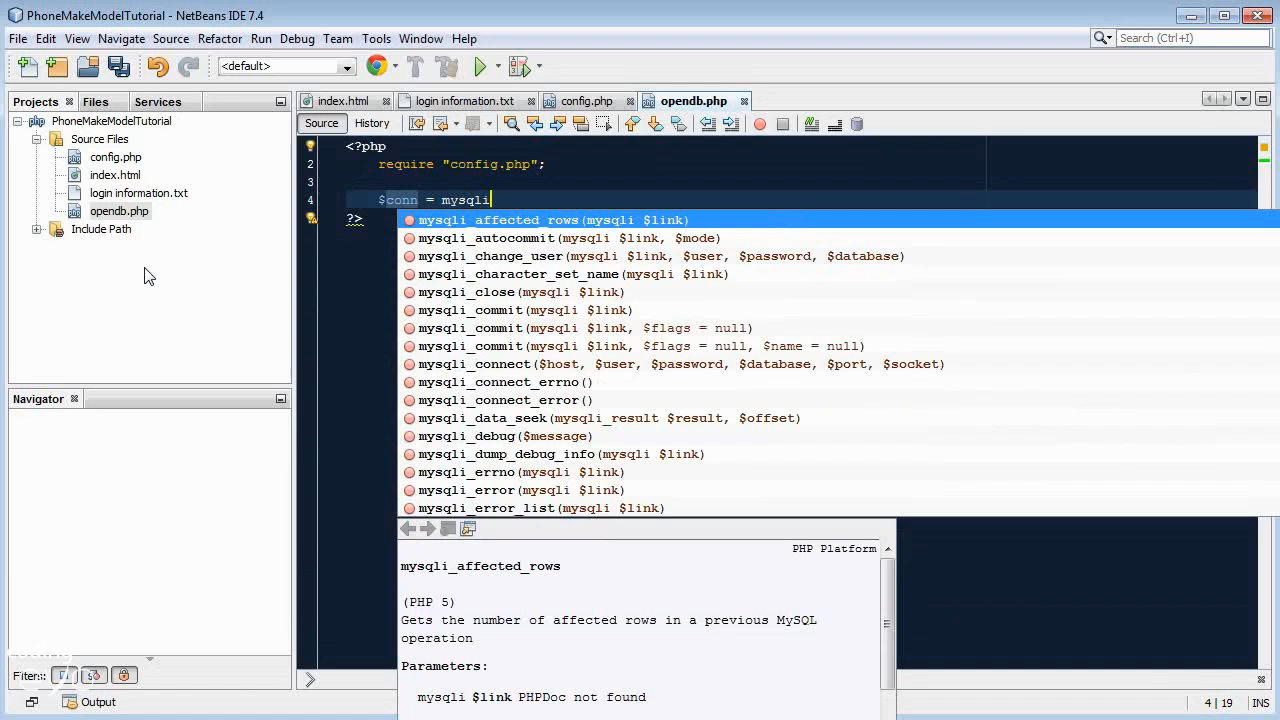 PhoneMakeModelTutorial - NetBeans IDE 7.4
File Edit View Navigate Source Refactor Run Debug Team Tools Window Help
Search (Ctrl+I)
<default>
Projects Files Services
index.html login information.txt config.php opendb.php
PhoneMakeModelTutorial
Source Files
config.php
index.html
login information.txt
opendb.php
Include Path
Source History
<?php
2 require "config.php";
3
4 $conn = mysqli
?>
mysqli_affected_rows(mysqli $link)
mysqli_autocommit(mysqli $link, $mode)
mysqli_change_user(mysqli $link, $user, $password, $database)
mysqli_character_set_name(mysqli $link)
mysqli_close(mysqli $link)
mysqli_commit(mysqli $link)
mysqli_commit(mysqli $link, $flags = null)
mysqli_commit(mysqli $link, $flags = null, $name = null)
mysqli_connect($host, $user, $password, $database, $port, $socket)
mysqli_connect_errno()
mysqli_connect_error()
mysqli_data_seek(mysqli_result $result, $offset)
mysqli_debug($message)
mysqli_dump_debug_info(mysqli $link)
mysqli_errno(mysqli $link)
mysqli_error(mysqli $link)
mysqli_error_list(mysqli $link)
PHP Platform
mysqli_affected_rows
(PHP 5)
Gets the number of affected rows in a previous MySQL
operation
Parameters:
mysqli $link PHPDoc not found
Navigator
Filters:
Output
4 | 19 INS